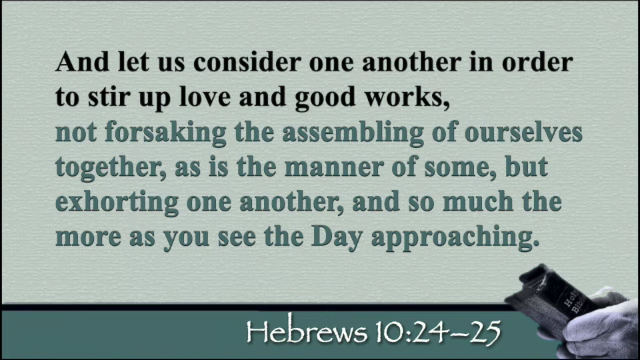 And let us consider one another in order
to stir up love and good works,
not forsaking the assembling of ourselves
together, as is the manner of some, but
exhorting one another, and so much the
more as you see the Day approaching.
Hebrews 10:24–25